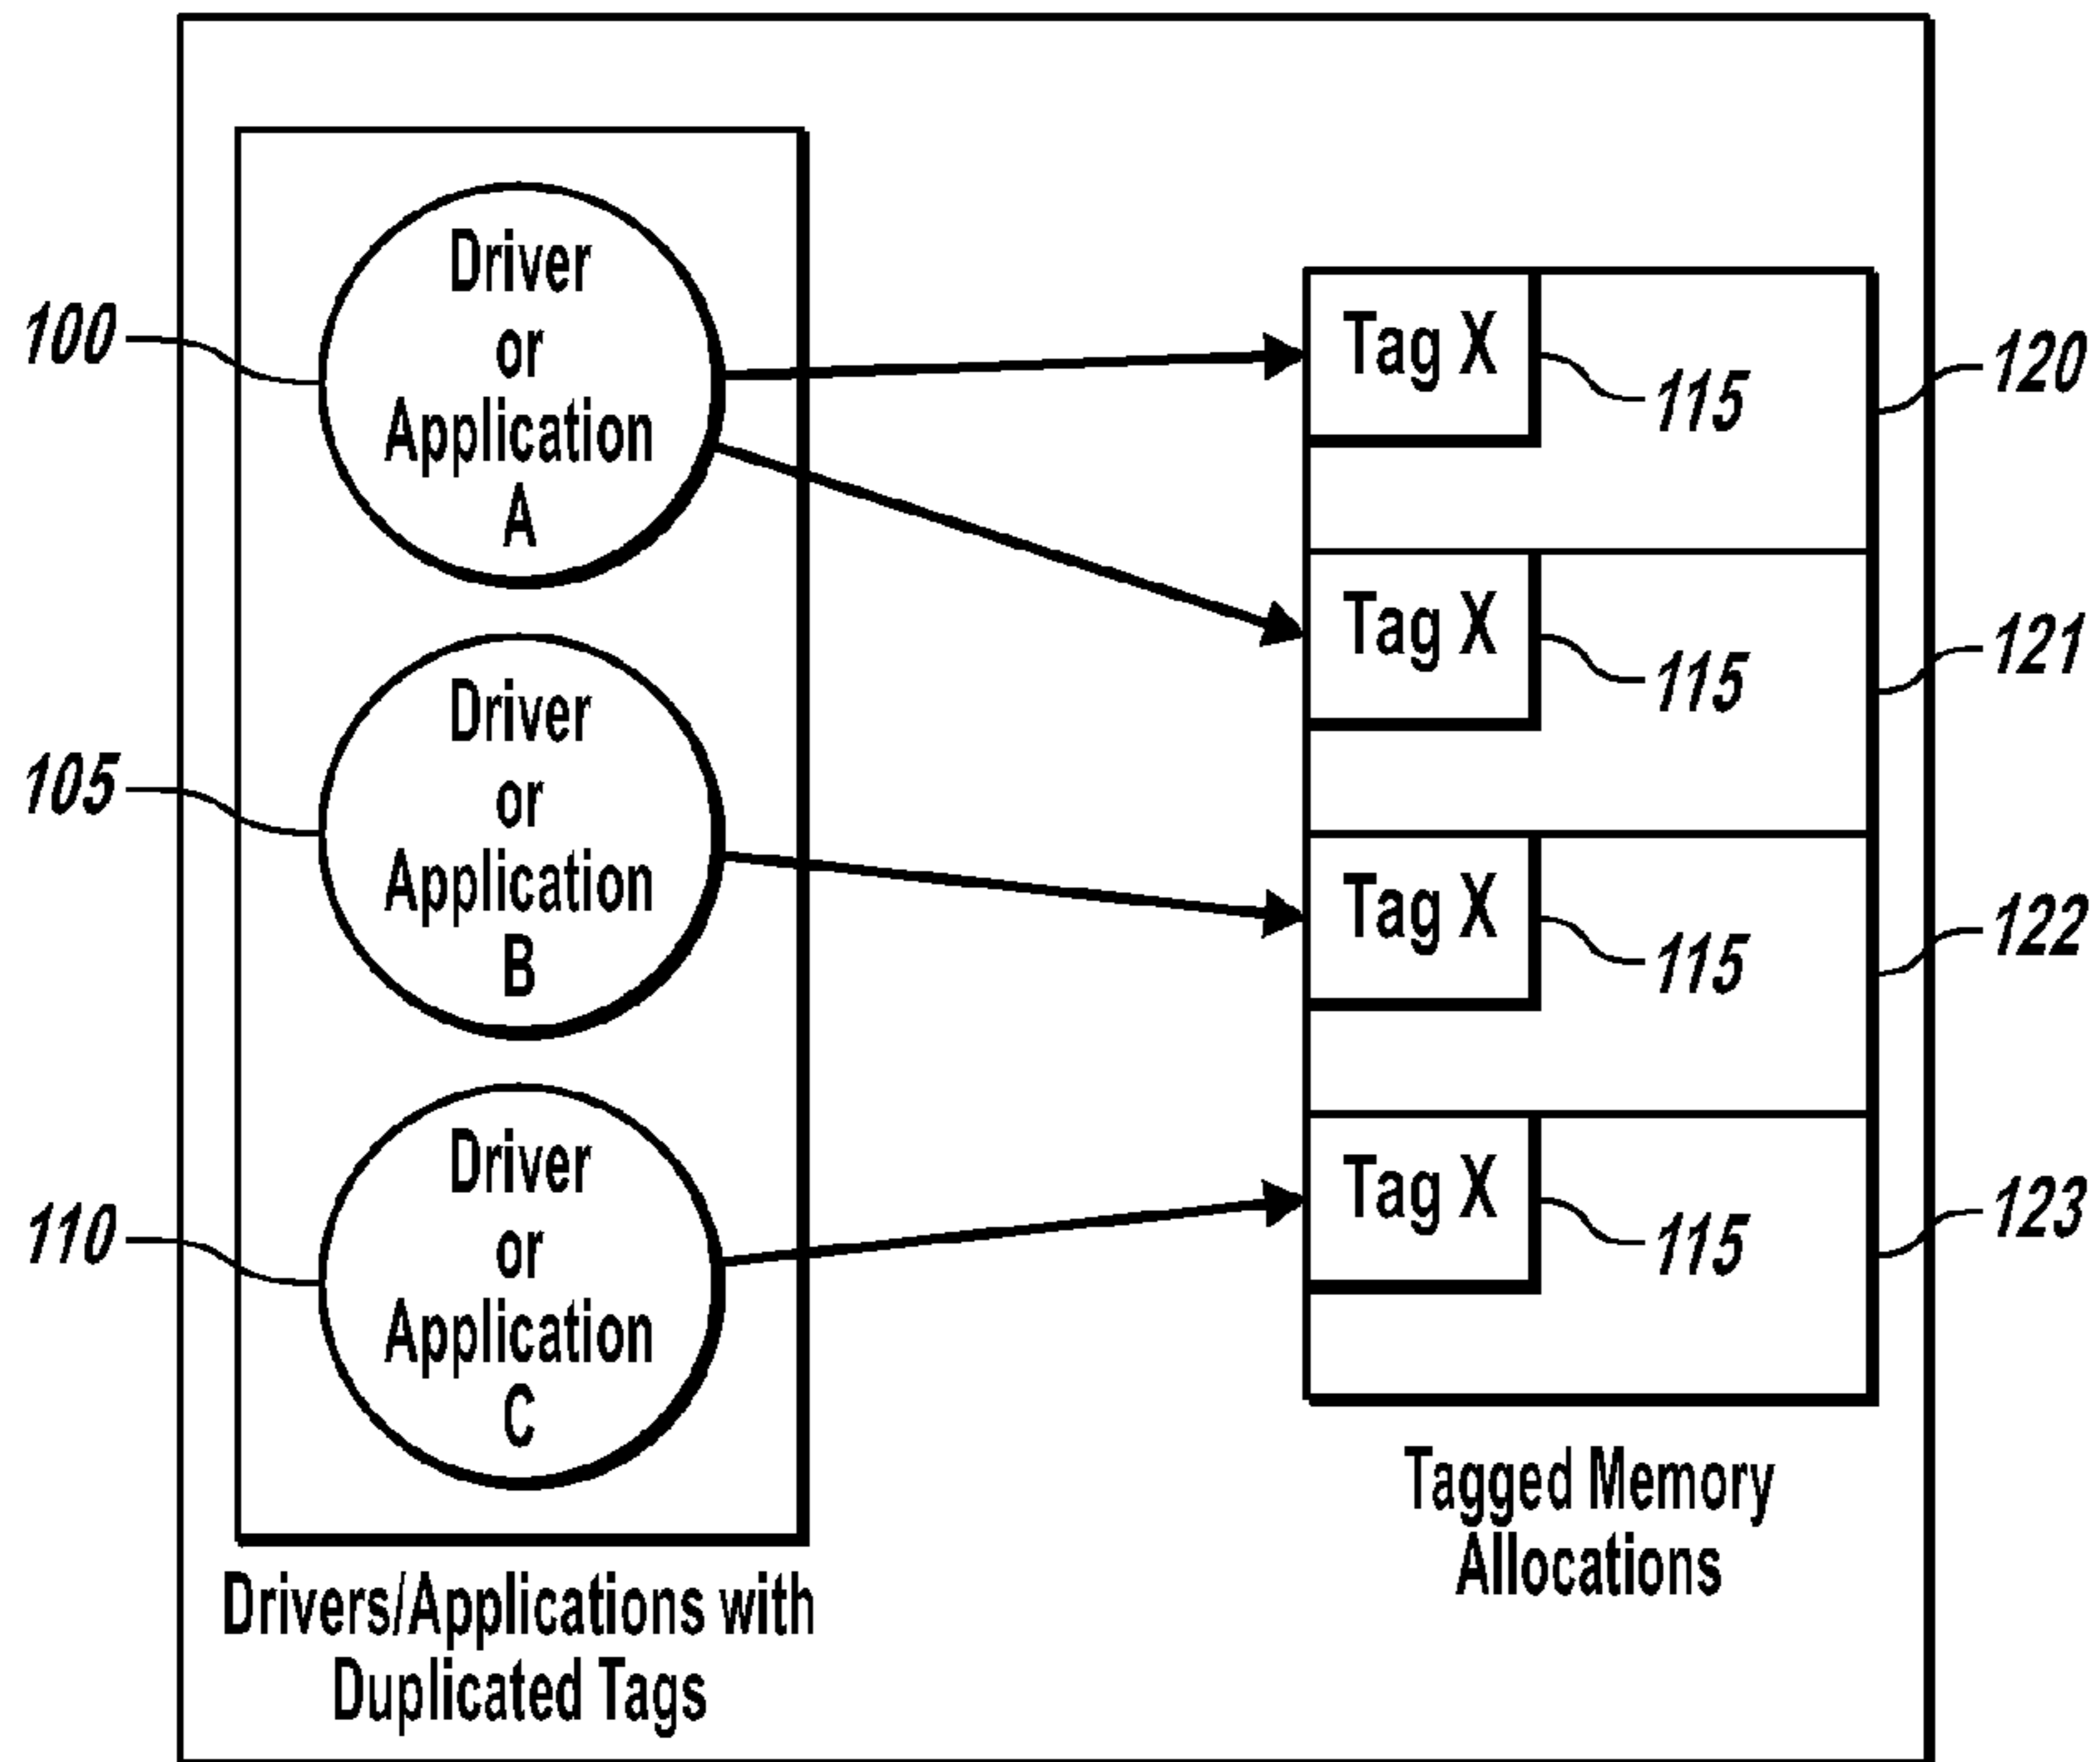 100
Driver
or
Application
A
105
Driver
or
Application
B
110
Driver
or
Application
C
Drivers/Applications with
Duplicated Tags
Tag X
115
120
Tag X
115
121
Tag X
115
122
Tag X
115
123
Tagged Memory
Allocations